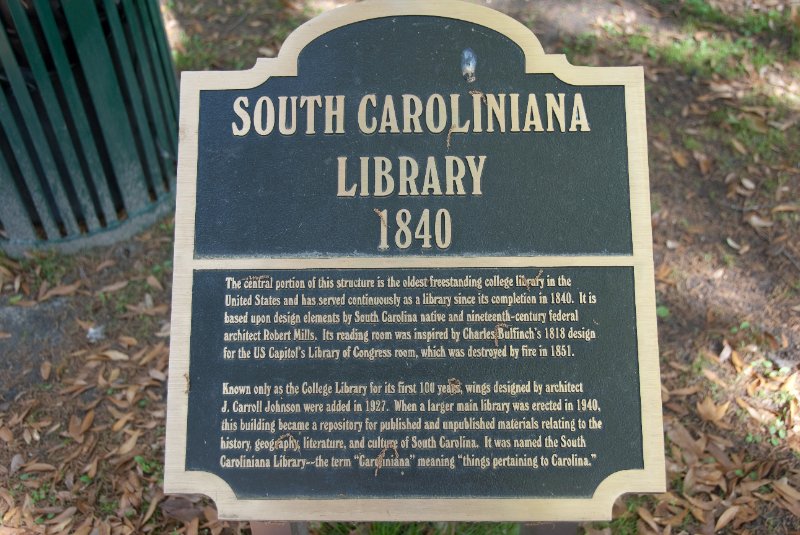 SOUTH CAROLINIANA
LIBRARY
1840
The central portion of this structure is the oldest freestanding college library in the
United States and has served continuously as a library since its completion in 1840. It is
based upon design elements by South Carolina native and nineteenth-century federal
architect Robert Mills. Its reading room was inspired by Charles Bulfinch's 1818 design
for the US Capitol's Library of Congress room, which was destroyed by fire in 1851.
Known only as the College Library for its first 100 years, wings designed by architect
J. Carroll Johnson were added in 1927. When a larger main library was erected in 1940,
this building became a repository for published and unpublished materials relating to the
history, geography, literature, and culture of South Carolina. It was named the South
Caroliniana Library--the term "Caroliniana" meaning "things pertaining to Carolina."